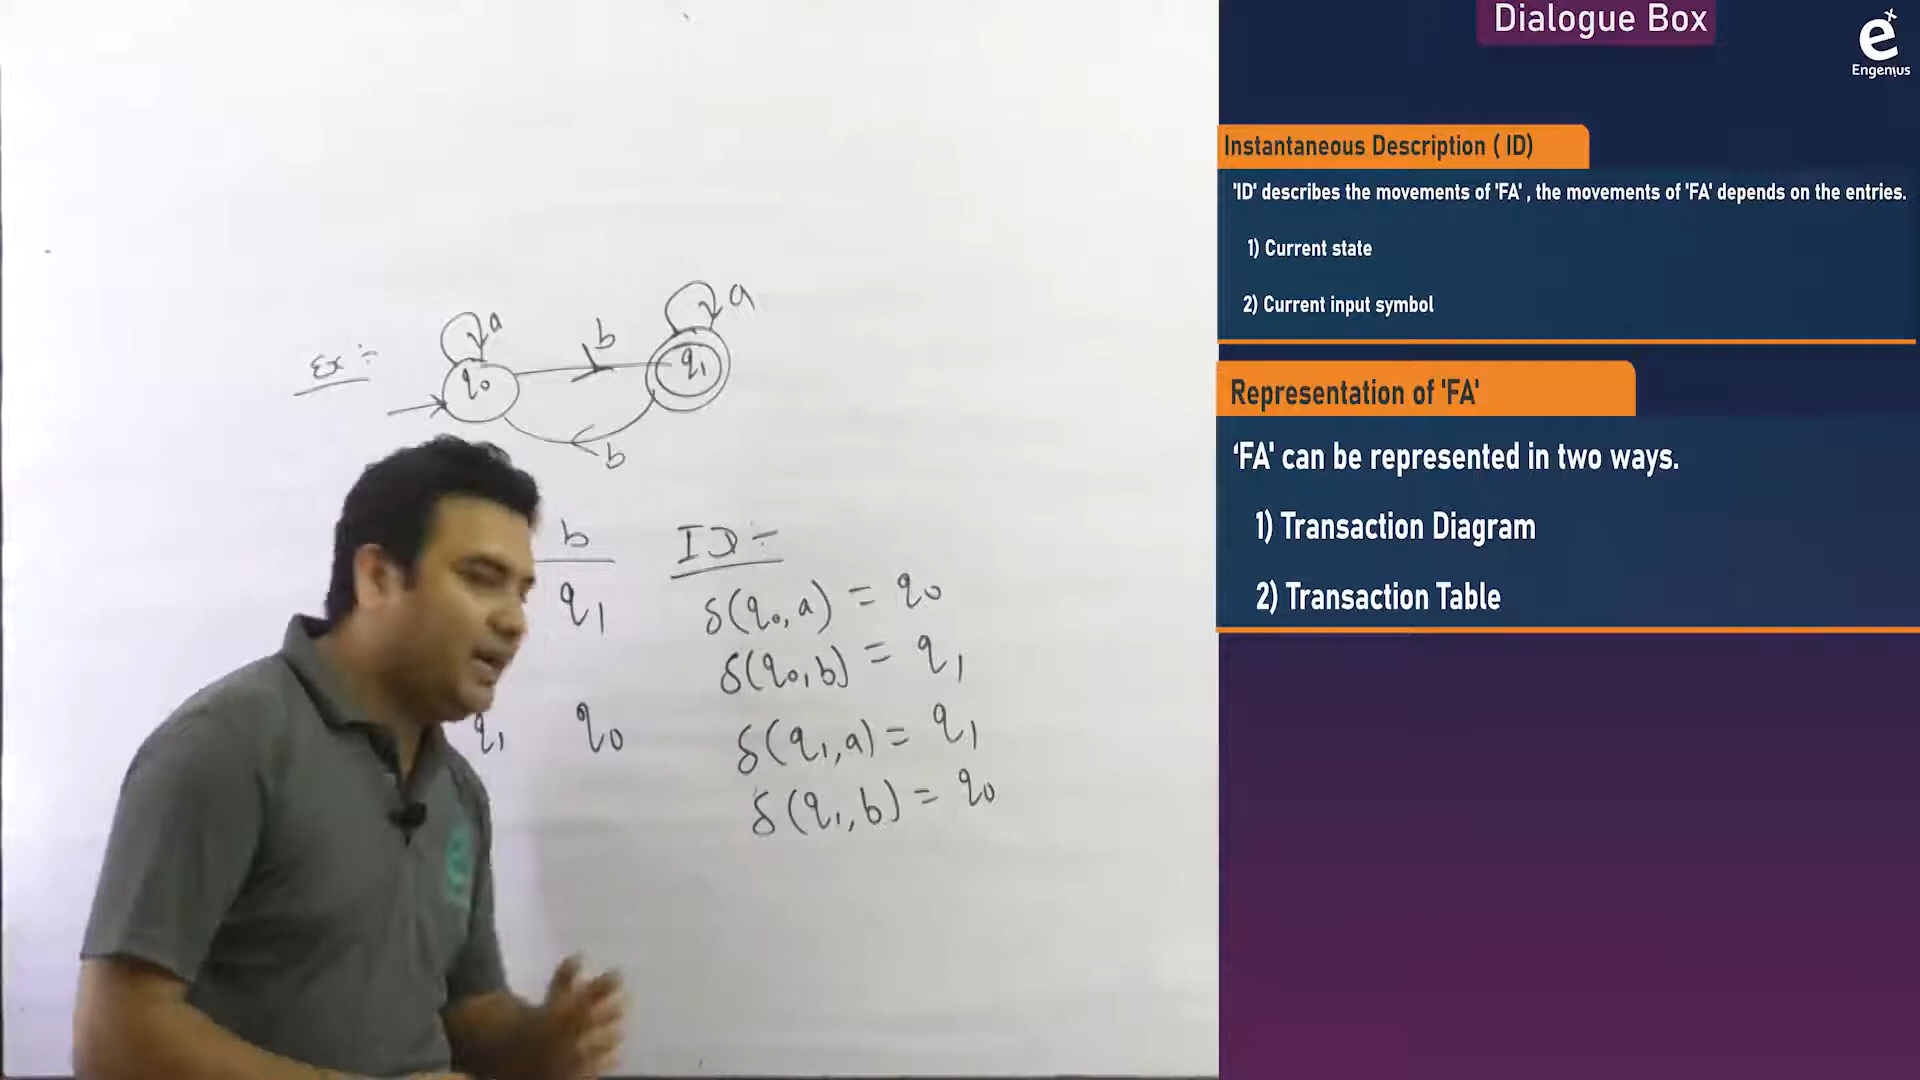 Dialogue Box
ex
Engenius
Instantaneous Description ( ID)
'ID' describes the movements of 'FA' , the movements of 'FA' depends on the entries.
1) Current state
2) Current input symbol
Representation of 'FA'
‘FA' can be represented in two ways.
1) Transaction Diagram
2) Transaction Table
Ex ÷
a
q0
b
q1
a
b
b
q1
q1 q0
ID ÷
δ(q0, a) = q0
δ(q0, b) = q1
δ(q1, a) = q1
δ(q1, b) = q0